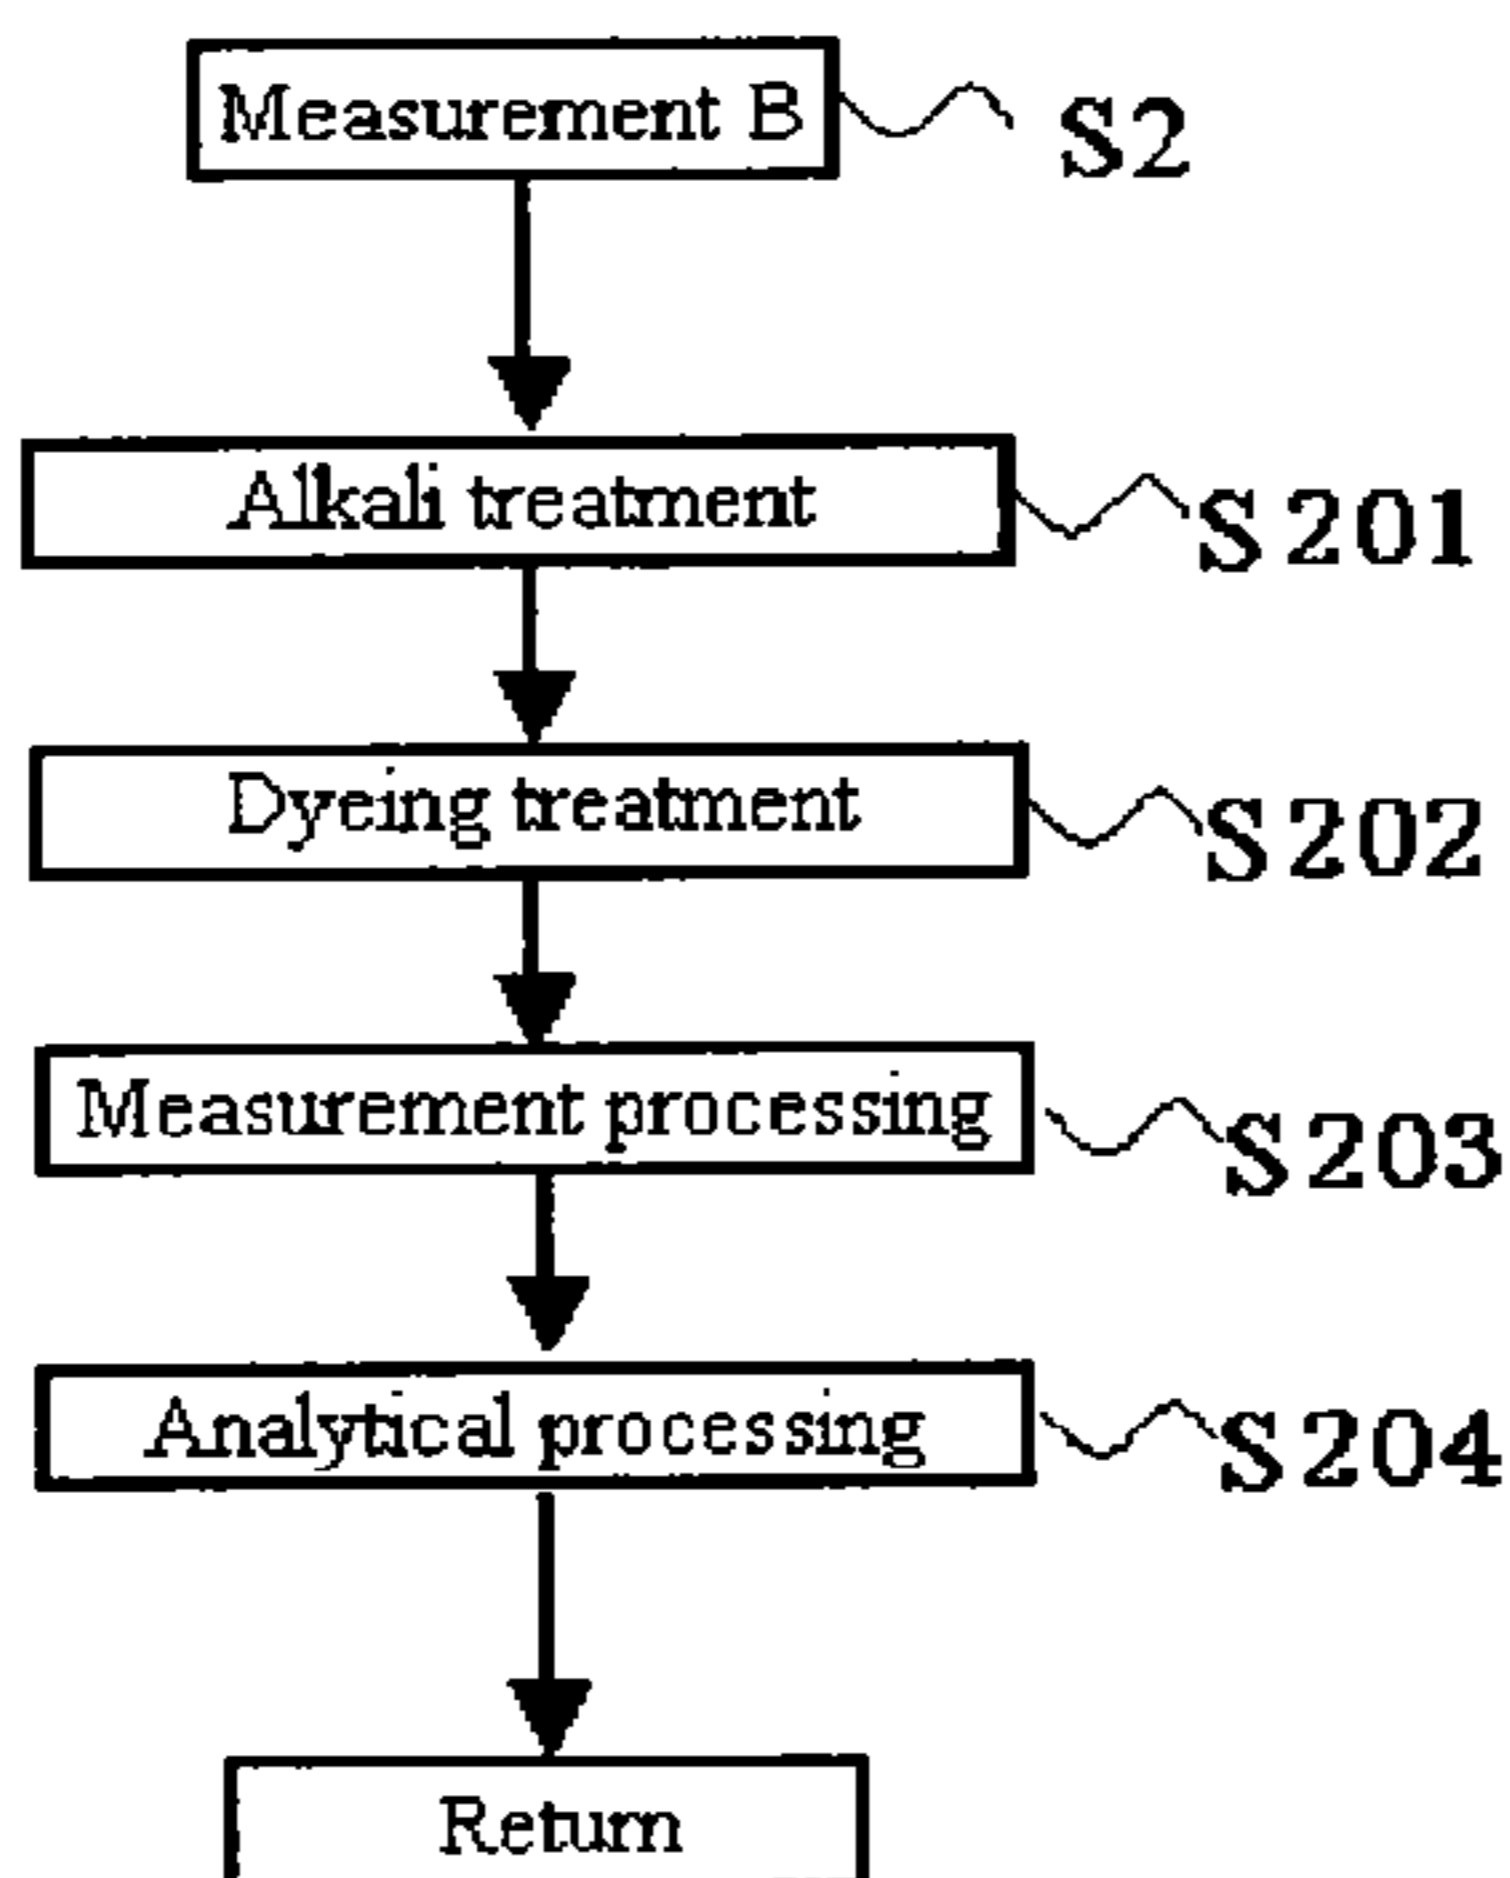 Measurement B
S2
Alkali treatment
S201
Dyeing treatment
S202
Measurement processing
S203
Analytical processing
S204
Return